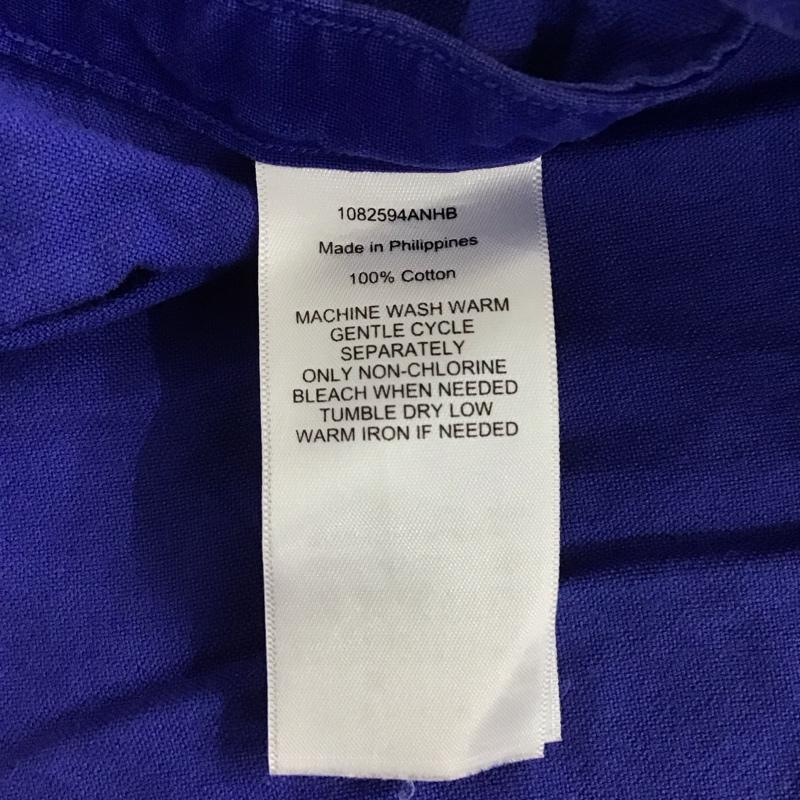 1082594ANHB
Made in Philippines
100% Cotton
MACHINE WASH WARM
GENTLE CYCLE
SEPARATELY
ONLY NON-CHLORINE
BLEACH WHEN NEEDED
TUMBLE DRY LOW
WARM IRON IF NEEDED